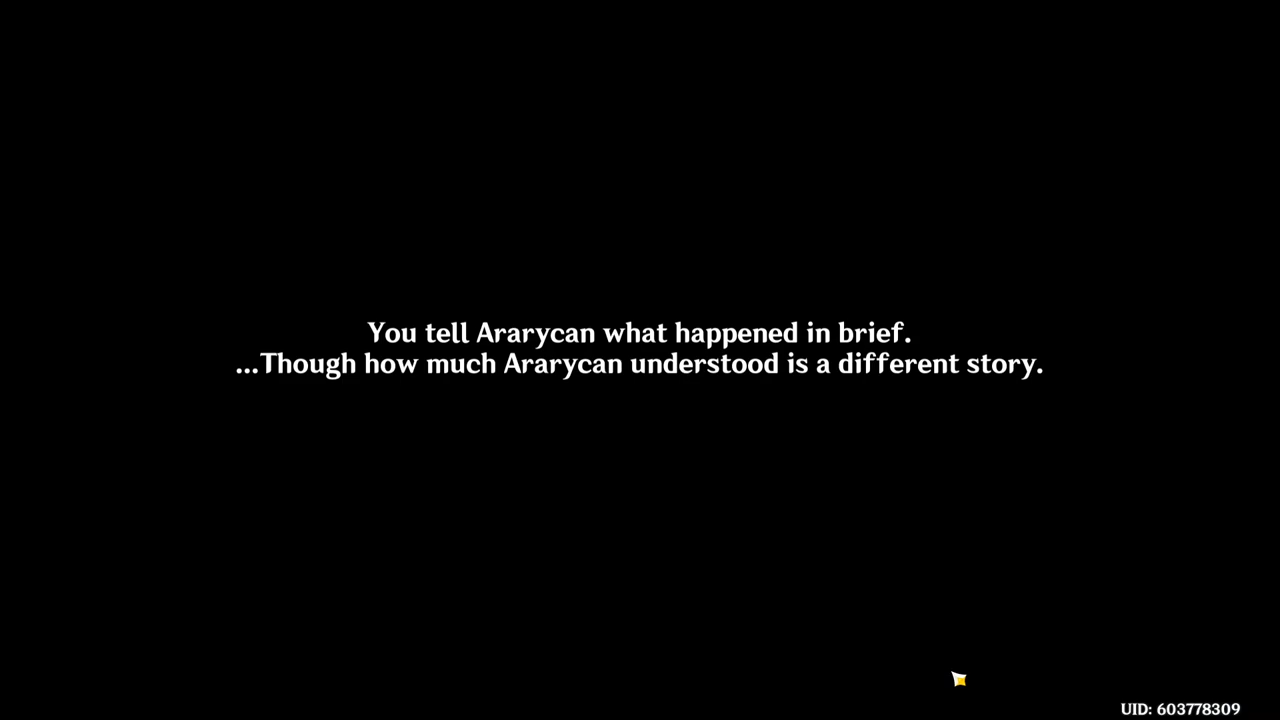 You tell Ararycan what happened in brief.
...Though how much Ararycan understood is a different story.
UID: 603778309